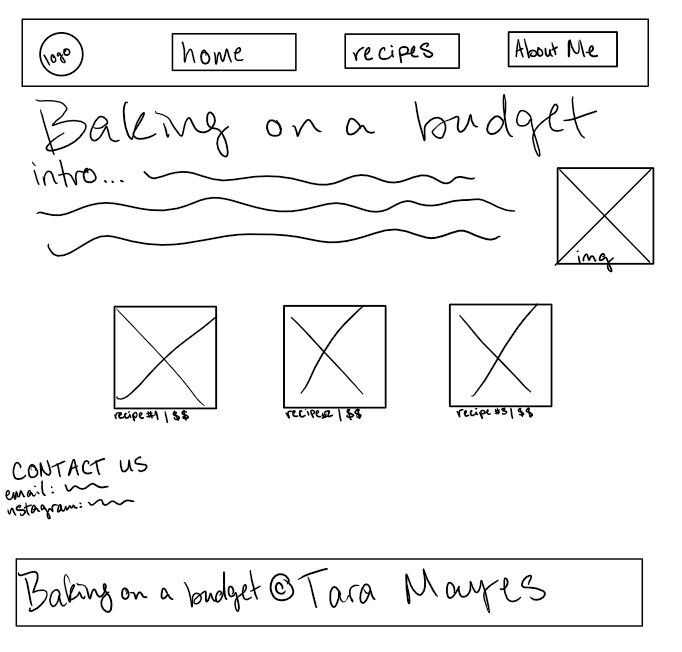 logo home recipes About Me
Baking on a budget
intro...
img
recipe #1 | $$ recipe #2 | $$ recipe #3 | $$
CONTACT US
email:
nstagram:
Baking on a budget © Tara Mayes